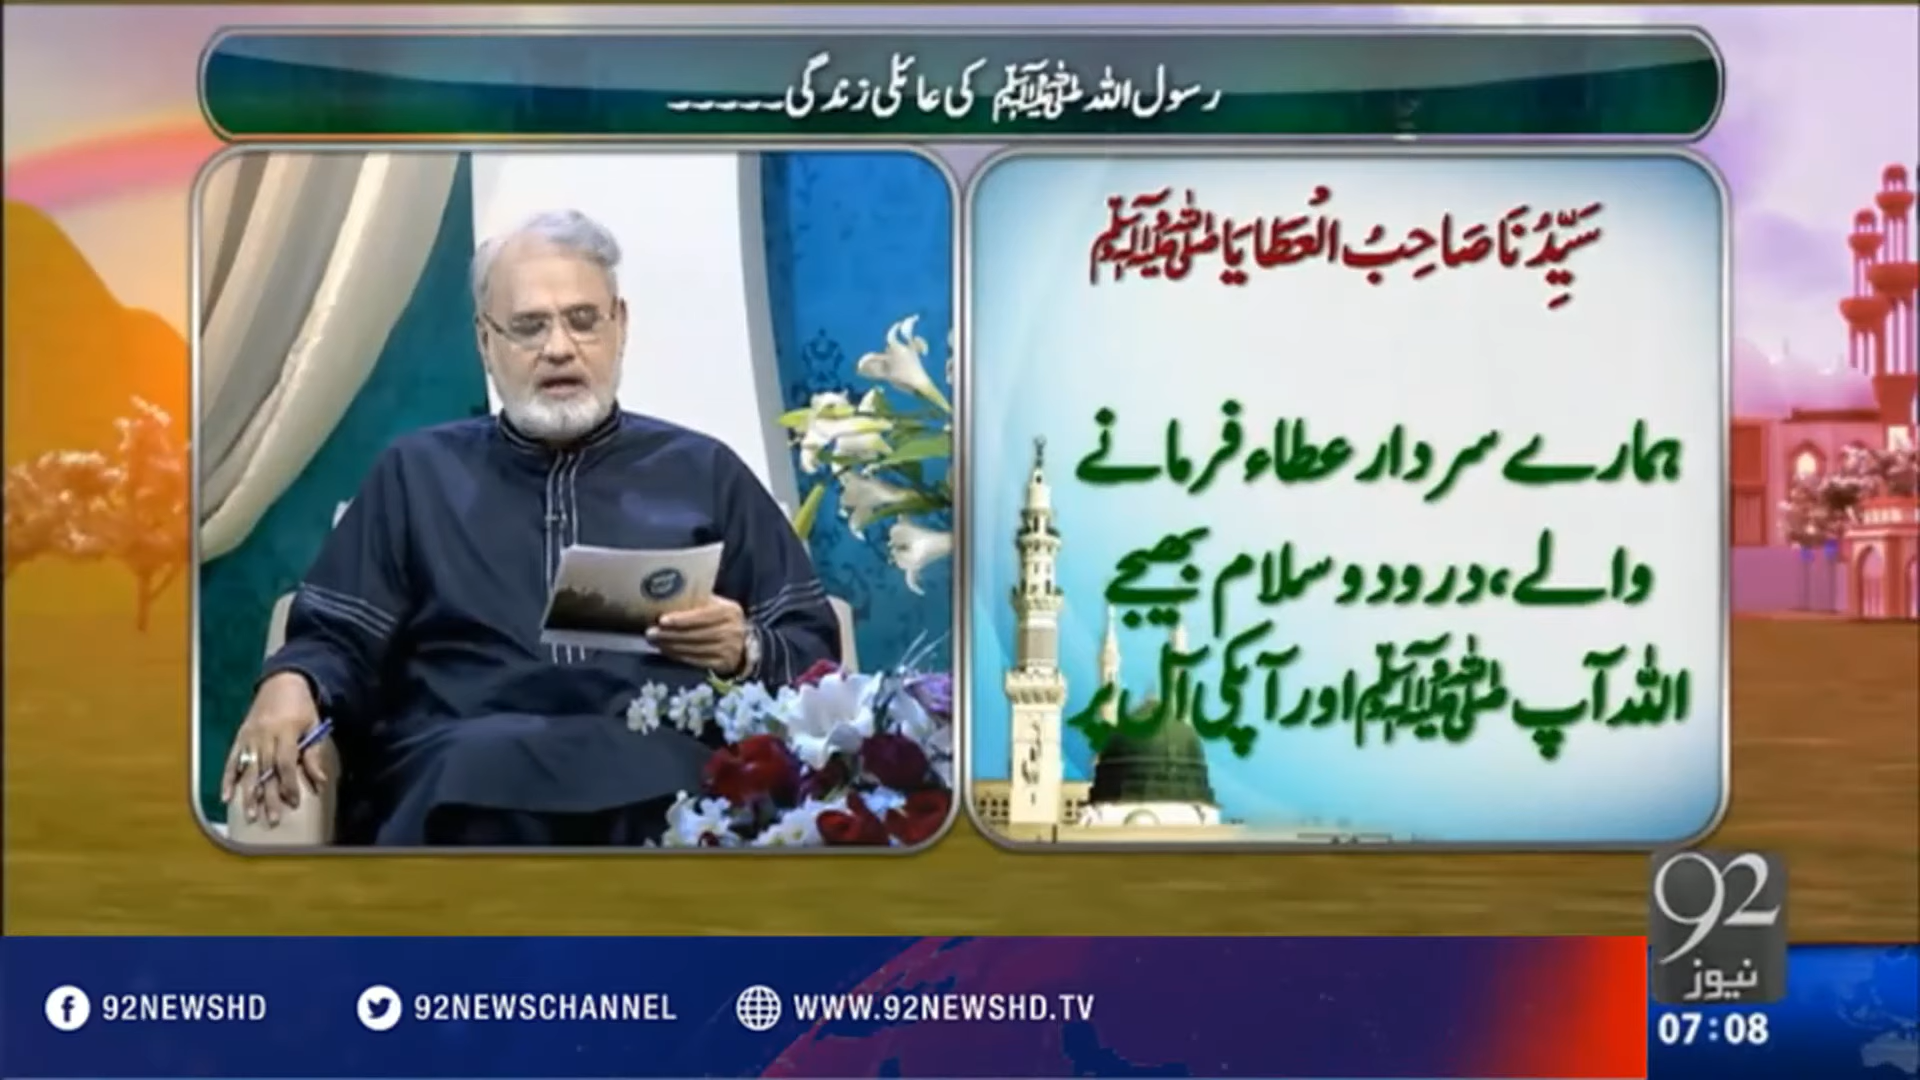 رسول اللہ ﷺ کی عائلی زندگی۔۔۔۔۔
سَیِّدُنَا صَاحِبُ الْعَطَایَا ﷺ
ہمارے سردار عطاء فرمانے
والے، درود و سلام بھیجے
اللہ آپ ﷺ اور آپکی آل پر
92
نیوز
92NEWSHD
92NEWSCHANNEL
WWW.92NEWSHD.TV
07:08